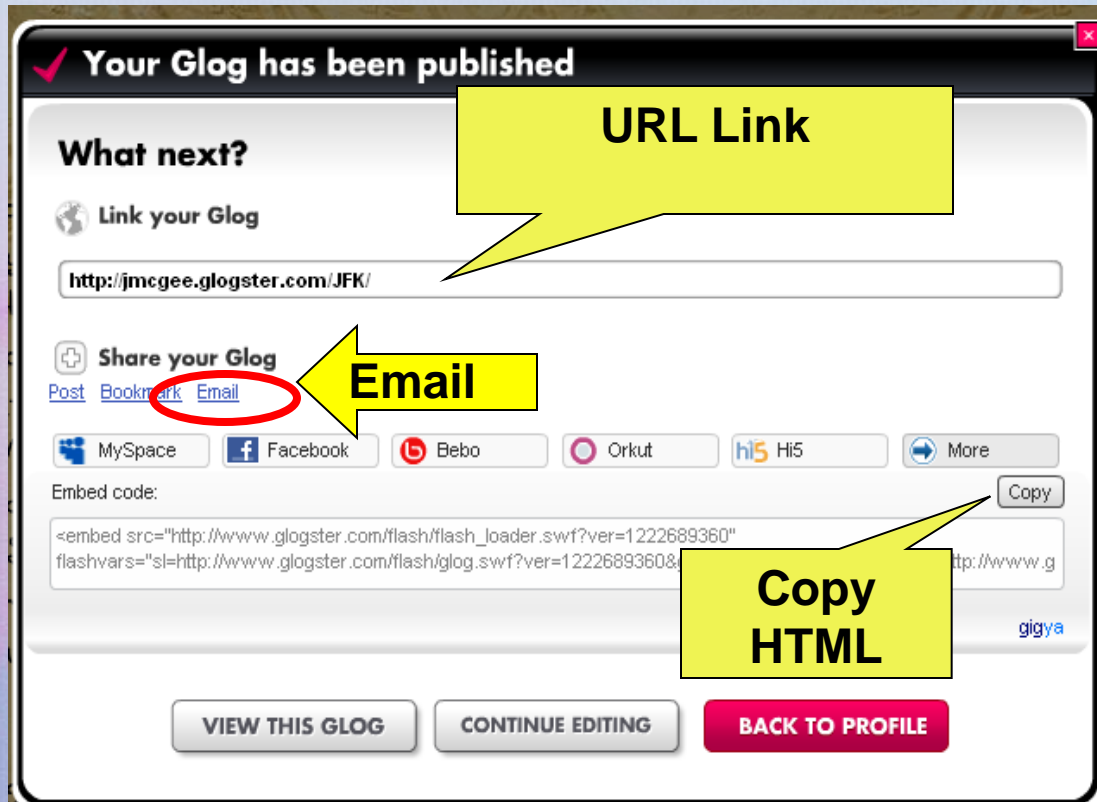 Your Glog has been published
URL Link
What next?
Link your Glog
http://jmcgee.glogster.com/JFK/
Share your Glog
Email
Post Bookmark Email
MySpace Facebook Bebo Orkut hi5 Hi5 More
Embed code:
Copy
<embed src="http://www.glogster.com/flash/flash_loader.swf?ver=1222689360"
flashvars="sl=http://www.glogster.com/flash/glog.swf?ver=1222689360& ttp://www.g
Copy
HTML
gigya
VIEW THIS GLOG CONTINUE EDITING BACK TO PROFILE